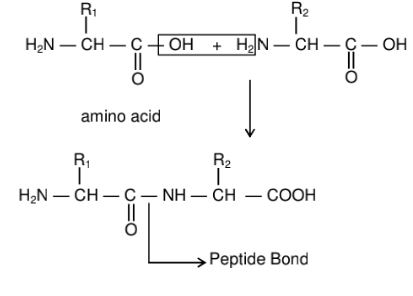 R₁ R₂
H₂N — CH — C — OH + H₂N — CH — C — OH
O O
amino acid
R₁ R₂
H₂N — CH — C — NH — CH — COOH
O
Peptide Bond